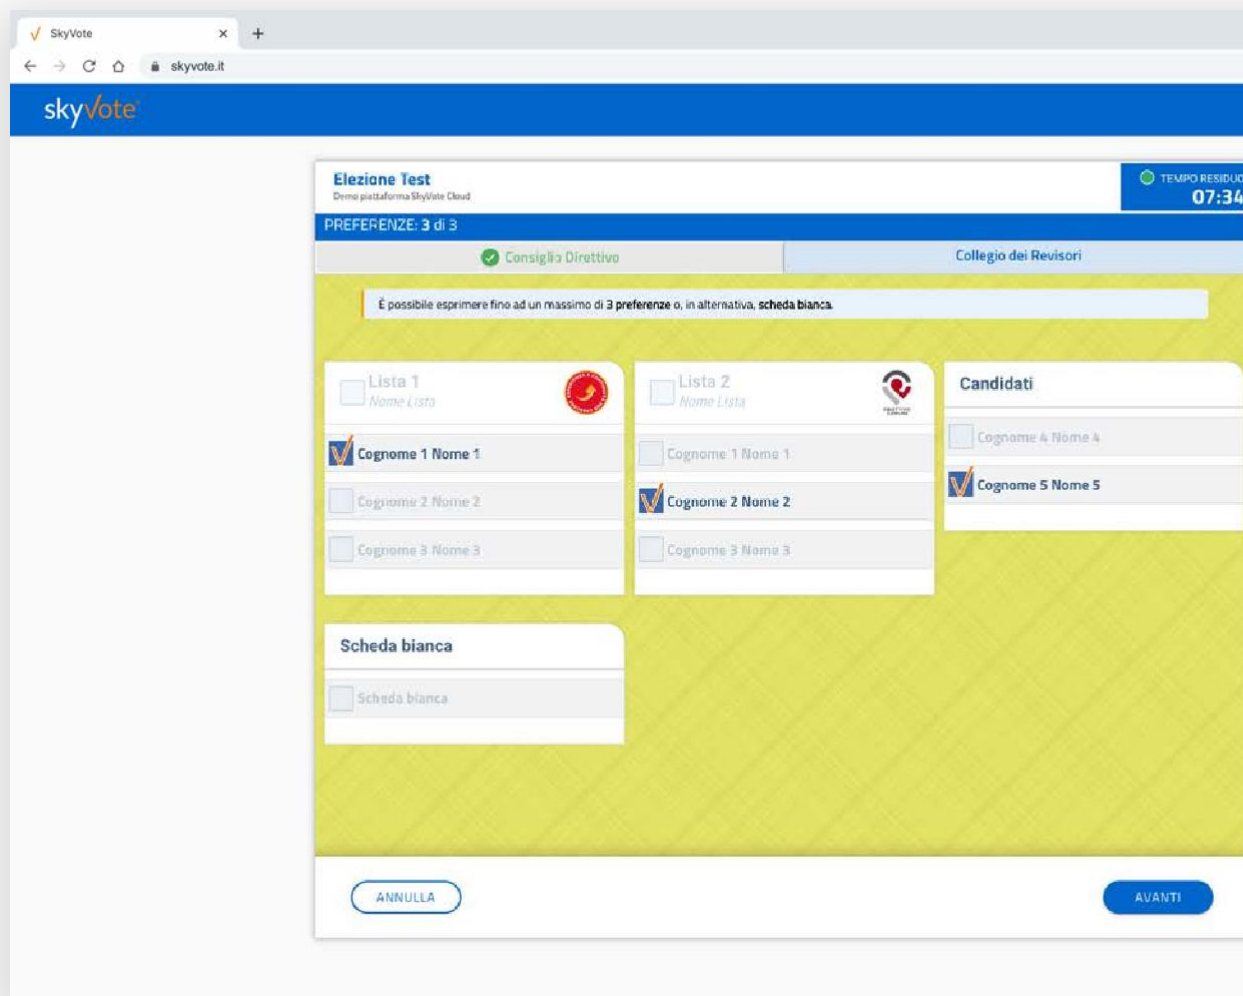 SkyVote
skyvote.it
skyvote
Elezione Test
Demo piattaforma SkyVote Cloud
TEMPO RESIDUO
07:34
PREFERENZE: 3 di 3
Consiglio Direttivo
Collegio dei Revisori
È possibile esprimere fino ad un massimo di 3 preferenze o, in alternativa, scheda bianca.
Lista 1
Nome Lista
Cognome 1 Nome 1
Cognome 2 Nome 2
Cognome 3 Nome 3
Lista 2
Nome Lista
Cognome 1 Nome 1
Cognome 2 Nome 2
Cognome 3 Nome 3
Candidati
Cognome 4 Nome 4
Cognome 5 Nome 5
Scheda bianca
Scheda bianca
ANNULLA
AVANTI